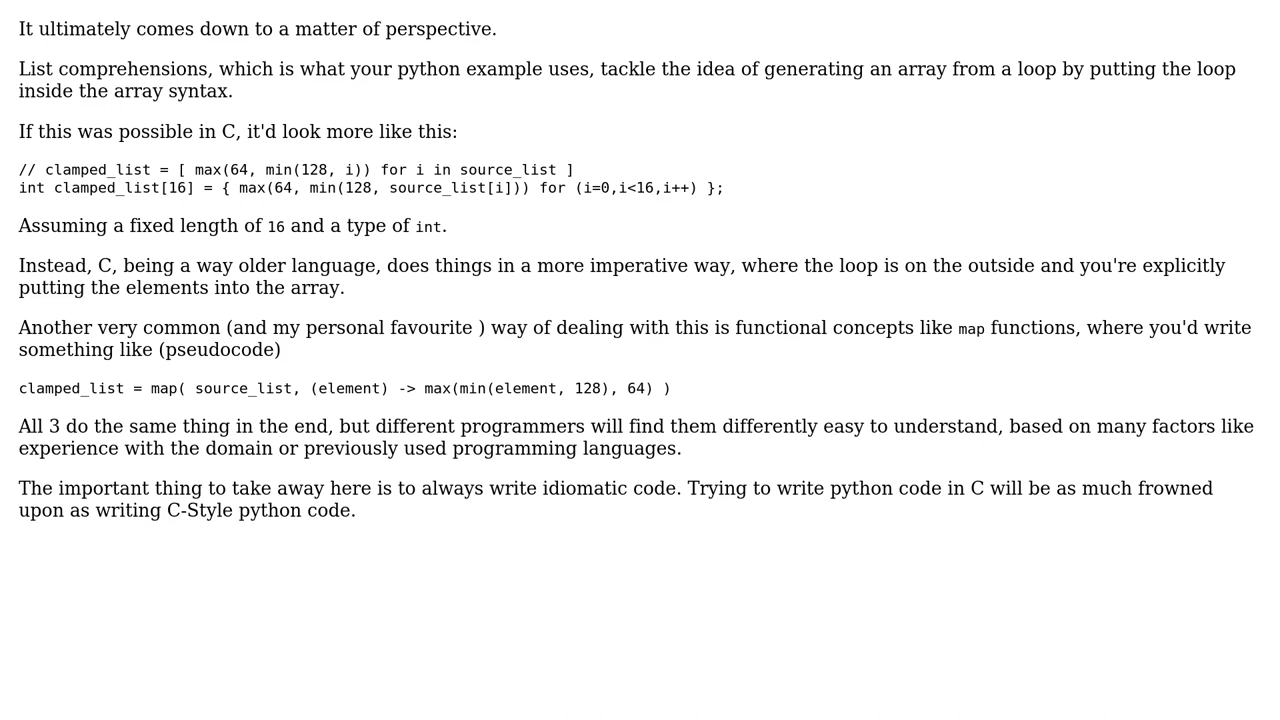 It ultimately comes down to a matter of perspective.
List comprehensions, which is what your python example uses, tackle the idea of generating an array from a loop by putting the loop
inside the array syntax.
If this was possible in C, it'd look more like this:
// clamped_list = [ max(64, min(128, i)) for i in source_list ]
int clamped_list[16] = { max(64, min(128, source_list[i])) for (i=0,i<16,i++) };
Assuming a fixed length of 16 and a type of int.
Instead, C, being a way older language, does things in a more imperative way, where the loop is on the outside and you're explicitly
putting the elements into the array.
Another very common (and my personal favourite ) way of dealing with this is functional concepts like map functions, where you'd write
something like (pseudocode)
clamped_list = map( source_list, (element) -> max(min(element, 128), 64) )
All 3 do the same thing in the end, but different programmers will find them differently easy to understand, based on many factors like
experience with the domain or previously used programming languages.
The important thing to take away here is to always write idiomatic code. Trying to write python code in C will be as much frowned
upon as writing C-Style python code.